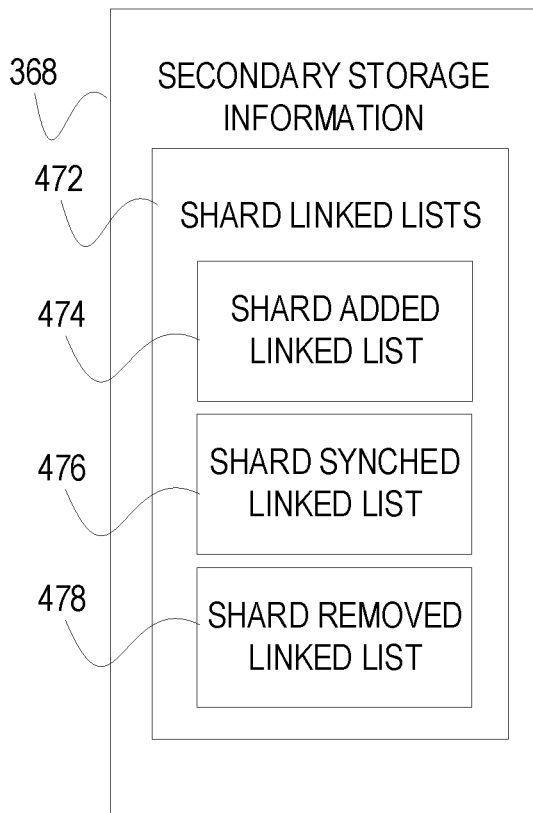 368
SECONDARY STORAGE
INFORMATION
472
SHARD LINKED LISTS
474
SHARD ADDED
LINKED LIST
476
SHARD SYNCHED
LINKED LIST
478
SHARD REMOVED
LINKED LIST